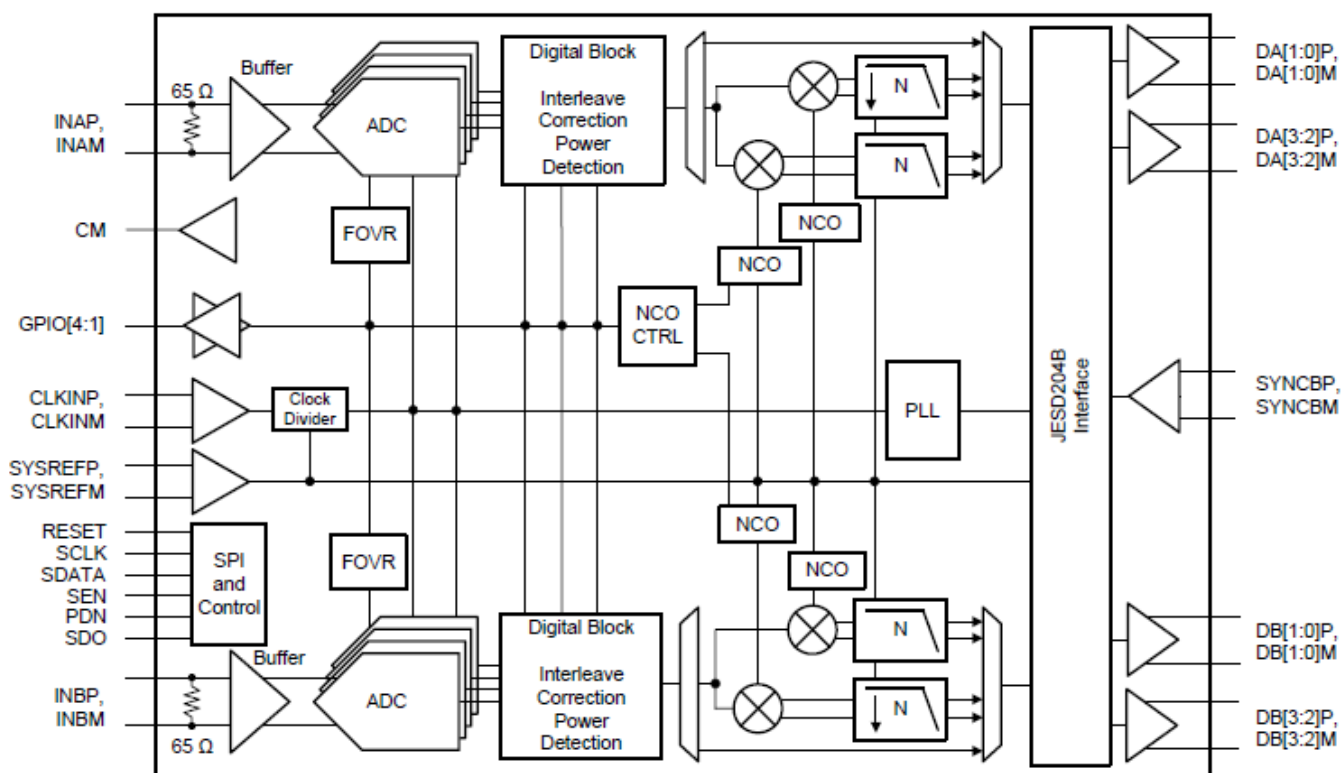 Buffer
65 Ω
INAP,
INAM
ADC
Digital Block
Interleave
Correction
Power
Detection
N
N
DA[1:0]P,
DA[1:0]M
DA[3:2]P,
DA[3:2]M
CM
FOVR
NCO
NCO
GPIO[4:1]
NCO
CTRL
CLKINP,
CLKINM
Clock
Divider
PLL
JESD204B
Interface
SYNCBP,
SYNCBM
SYSREFP,
SYSREFM
RESET
SCLK
SDATA
SEN
PDN
SDO
SPI
and
Control
FOVR
NCO
NCO
Buffer
INBP,
INBM
65 Ω
ADC
Digital Block
Interleave
Correction
Power
Detection
N
N
DB[1:0]P,
DB[1:0]M
DB[3:2]P,
DB[3:2]M